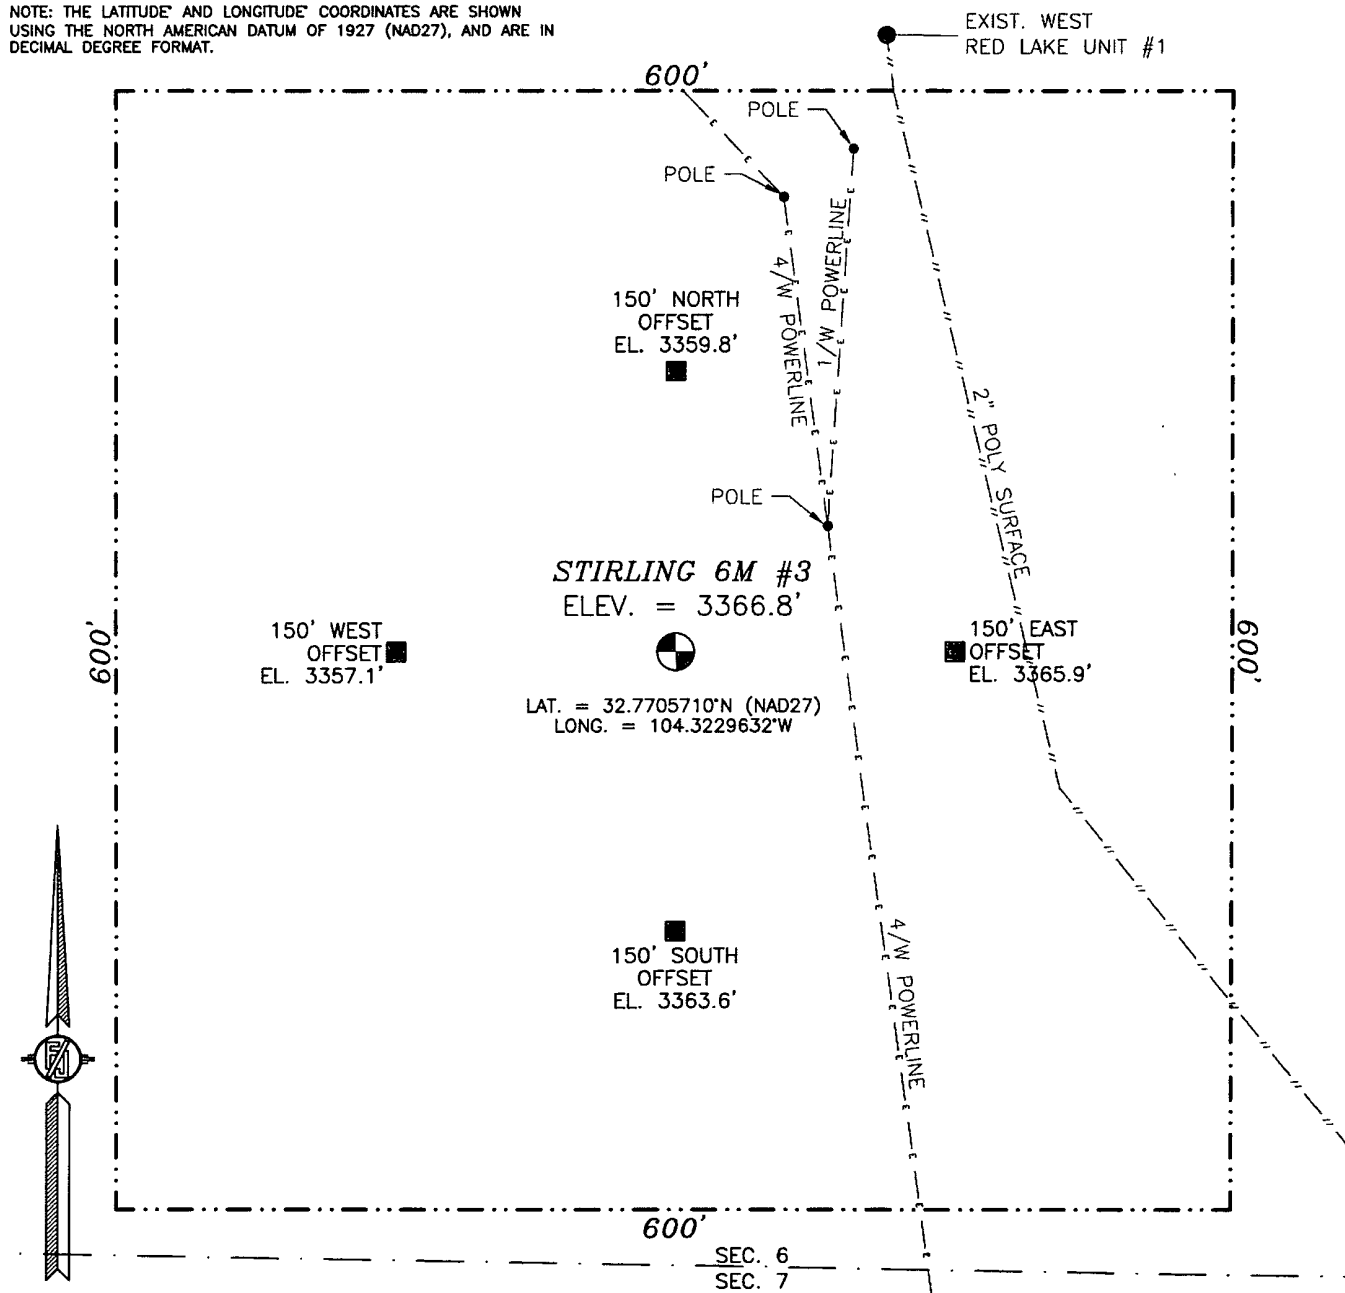 NOTE: THE LATITUDE AND LONGITUDE COORDINATES ARE SHOWN
USING THE NORTH AMERICAN DATUM OF 1927 (NAD27), AND ARE IN
DECIMAL DEGREE FORMAT.
EXIST. WEST
RED LAKE UNIT #1
600'
POLE
POLE
4/W POWERLINE
1/W POWERLINE
150' NORTH
OFFSET
EL. 3359.8'
2" POLY SURFACE
POLE
STIRLING 6M #3
ELEV. = 3366.8'
600'
150' WEST
OFFSET
EL. 3357.1'
150' EAST
OFFSET
EL. 3365.9'
600'
LAT. = 32.7705710°N (NAD27)
LONG. = 104.3229632°W
150' SOUTH
OFFSET
EL. 3363.6'
4/W POWERLINE
600'
SEC. 6
SEC. 7